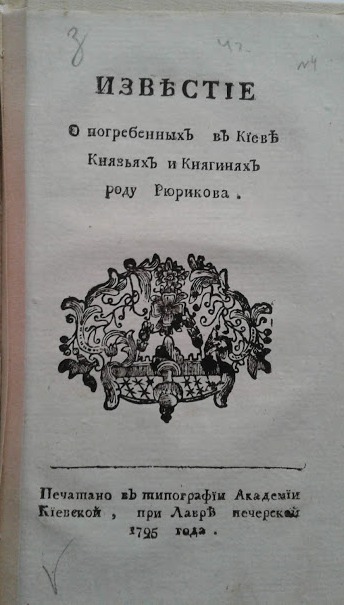 ИЗВѢСТІЕ
О погребенныхъ въ Кіевѣ
Князьяхъ и Княгиняхъ
роду Рюрикова.
Печатано въ типографіи Академіи
Кіевской, при Лаврѣ печерской
1795 года.